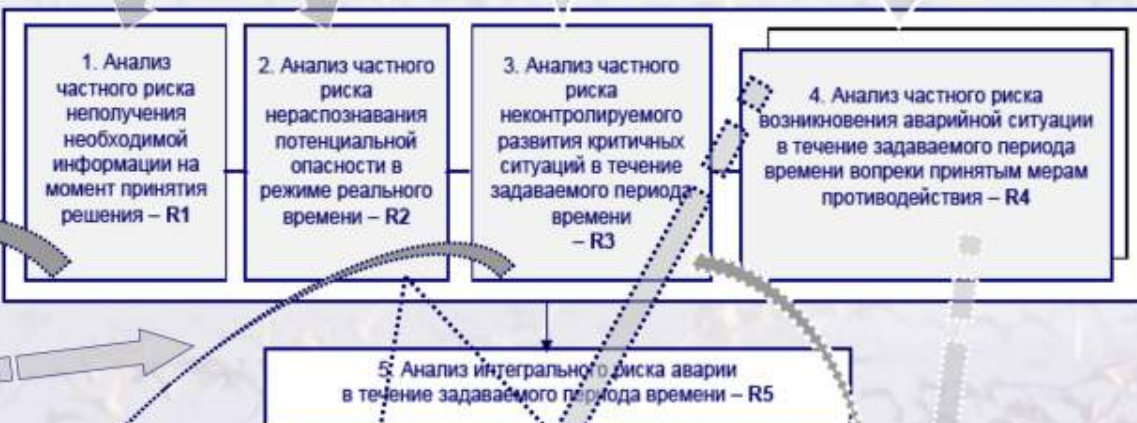 1. Анализ
частного риска
неполучения
необходимой
информации на
момент принятия
решения – R1
2. Анализ частного
риска
нераспознавания
потенциальной
опасности в
режиме реального
времени – R2
3. Анализ частного
риска
неконтролируемого
развития критичных
ситуаций в течение
задаваемого периода
времени
– R3
4. Анализ частного риска
возникновения аварийной ситуации
в течение задаваемого периода
времени вопреки принятым мерам
противодействия – R4
5. Анализ интегрального риска аварии
в течение задаваемого периода времени – R5